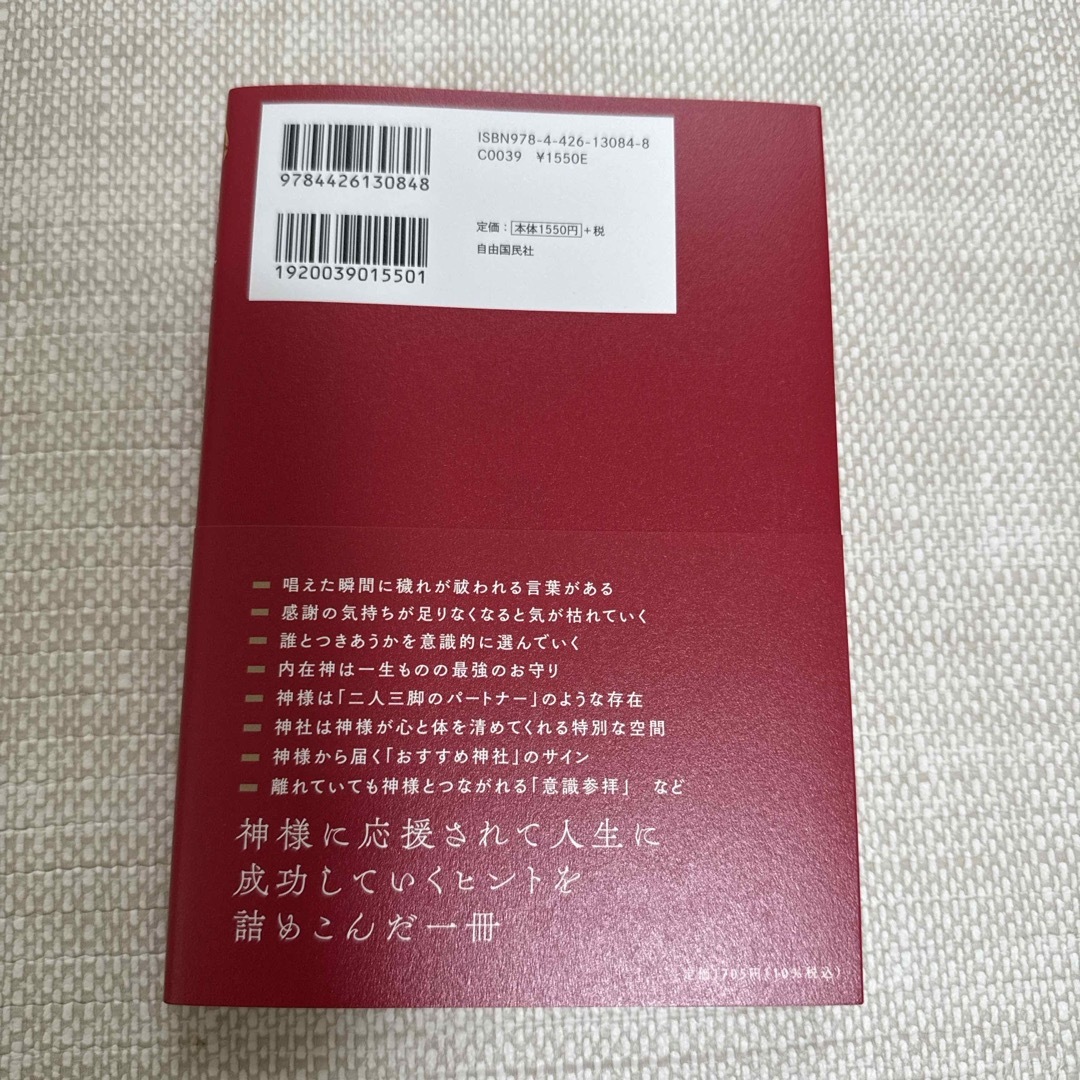 9784426130848
ISBN978-4-426-13084-8
C0039 ¥1550E
1920039015501
定価：本体1550円+税
自由国民社
唱えた瞬間に穢れが祓われる言葉がある
感謝の気持ちが足りなくなると気が枯れていく
誰とつきあうかを意識的に選んでいく
内在神は一生ものの最強のお守り
神様は「二人三脚のパートナー」のような存在
神社は神様が心と体を清めてくれる特別な空間
神様から届く「おすすめ神社」のサイン
離れていても神様とつながれる「意識参拝」 など
神様に応援されて人生に
成功していくヒントを
詰めこんだ一冊
定価1705円（10%税込）